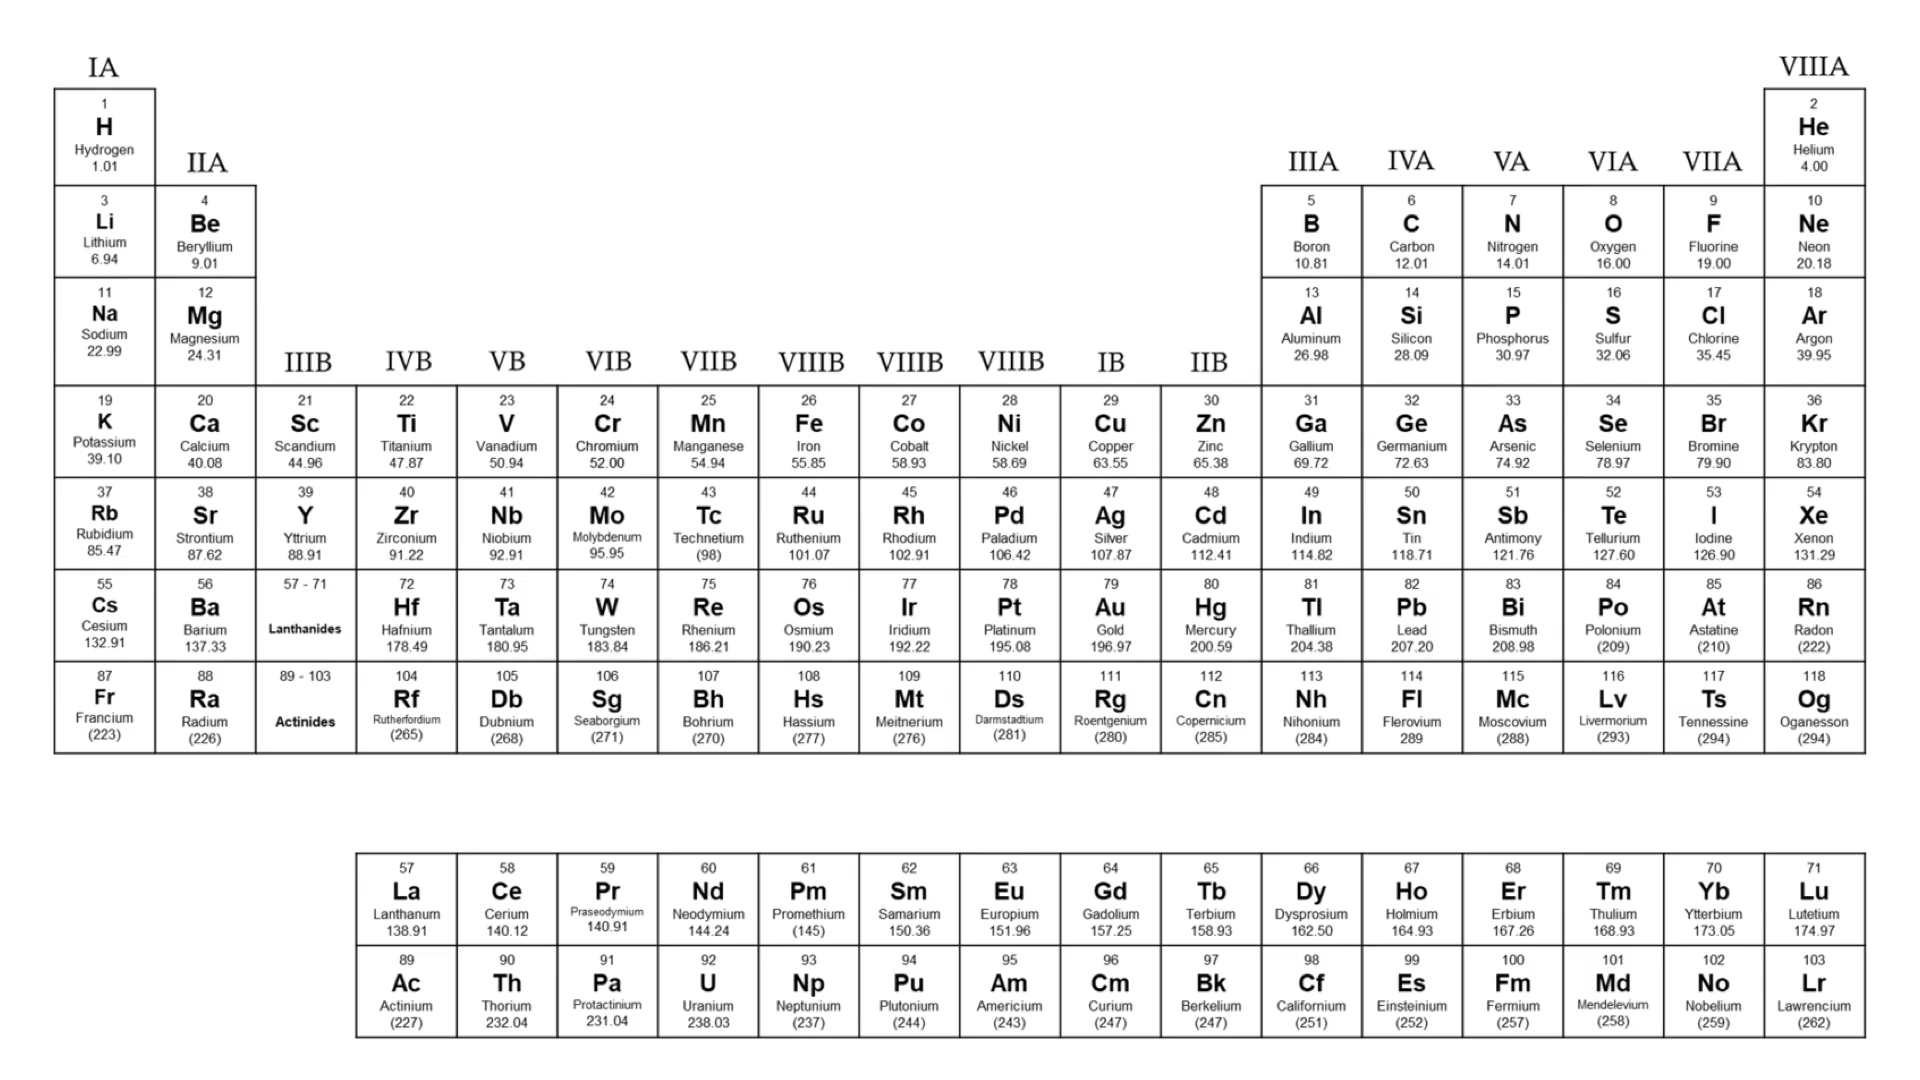 IA VIIIA
1 2
H He
Hydrogen Helium
1.01 IIA IIIA IVA VA VIA VIIA 4.00
3 4 5 6 7 8 9 10
Li Be B C N O F Ne
Lithium Beryllium Boron Carbon Nitrogen Oxygen Fluorine Neon
6.94 9.01 10.81 12.01 14.01 16.00 19.00 20.18
11 12 13 14 15 16 17 18
Na Mg Al Si P S Cl Ar
Sodium Magnesium Aluminum Silicon Phosphorus Sulfur Chlorine Argon
22.99 24.31 IIIB IVB VB VIB VIIB VIIIB VIIIB VIIIB IB IIB 26.98 28.09 30.97 32.06 35.45 39.95
19 20 21 22 23 24 25 26 27 28 29 30 31 32 33 34 35 36
K Ca Sc Ti V Cr Mn Fe Co Ni Cu Zn Ga Ge As Se Br Kr
Potassium Calcium Scandium Titanium Vanadium Chromium Manganese Iron Cobalt Nickel Copper Zinc Gallium Germanium Arsenic Selenium Bromine Krypton
39.10 40.08 44.96 47.87 50.94 52.00 54.94 55.85 58.93 58.69 63.55 65.38 69.72 72.63 74.92 78.97 79.90 83.80
37 38 39 40 41 42 43 44 45 46 47 48 49 50 51 52 53 54
Rb Sr Y Zr Nb Mo Tc Ru Rh Pd Ag Cd In Sn Sb Te I Xe
Rubidium Strontium Yttrium Zirconium Niobium Molybdenum Technetium Ruthenium Rhodium Paladium Silver Cadmium Indium Tin Antimony Tellurium Iodine Xenon
85.47 87.62 88.91 91.22 92.91 95.95 (98) 101.07 102.91 106.42 107.87 112.41 114.82 118.71 121.76 127.60 126.90 131.29
55 56 57 - 71 72 73 74 75 76 77 78 79 80 81 82 83 84 85 86
Cs Ba Hf Ta W Re Os Ir Pt Au Hg Tl Pb Bi Po At Rn
Cesium Barium Lanthanides Hafnium Tantalum Tungsten Rhenium Osmium Iridium Platinum Gold Mercury Thallium Lead Bismuth Polonium Astatine Radon
132.91 137.33 178.49 180.95 183.84 186.21 190.23 192.22 195.08 196.97 200.59 204.38 207.20 208.98 (209) (210) (222)
87 88 89 - 103 104 105 106 107 108 109 110 111 112 113 114 115 116 117 118
Fr Ra Rf Db Sg Bh Hs Mt Ds Rg Cn Nh Fl Mc Lv Ts Og
Francium Radium Actinides Rutherfordium Dubnium Seaborgium Bohrium Hassium Meitnerium Darmstadtium Roentgenium Copernicium Nihonium Flerovium Moscovium Livermorium Tennessine Oganesson
(223) (226) (265) (268) (271) (270) (277) (276) (281) (280) (285) (284) 289 (288) (293) (294) (294)
57 58 59 60 61 62 63 64 65 66 67 68 69 70 71
La Ce Pr Nd Pm Sm Eu Gd Tb Dy Ho Er Tm Yb Lu
Lanthanum Cerium Praseodymium Neodymium Promethium Samarium Europium Gadolium Terbium Dysprosium Holmium Erbium Thulium Ytterbium Lutetium
138.91 140.12 140.91 144.24 (145) 150.36 151.96 157.25 158.93 162.50 164.93 167.26 168.93 173.05 174.97
89 90 91 92 93 94 95 96 97 98 99 100 101 102 103
Ac Th Pa U Np Pu Am Cm Bk Cf Es Fm Md No Lr
Actinium Thorium Protactinium Uranium Neptunium Plutonium Americium Curium Berkelium Californium Einsteinium Fermium Mendelevium Nobelium Lawrencium
(227) 232.04 231.04 238.03 (237) (244) (243) (247) (247) (251) (252) (257) (258) (259) (262)